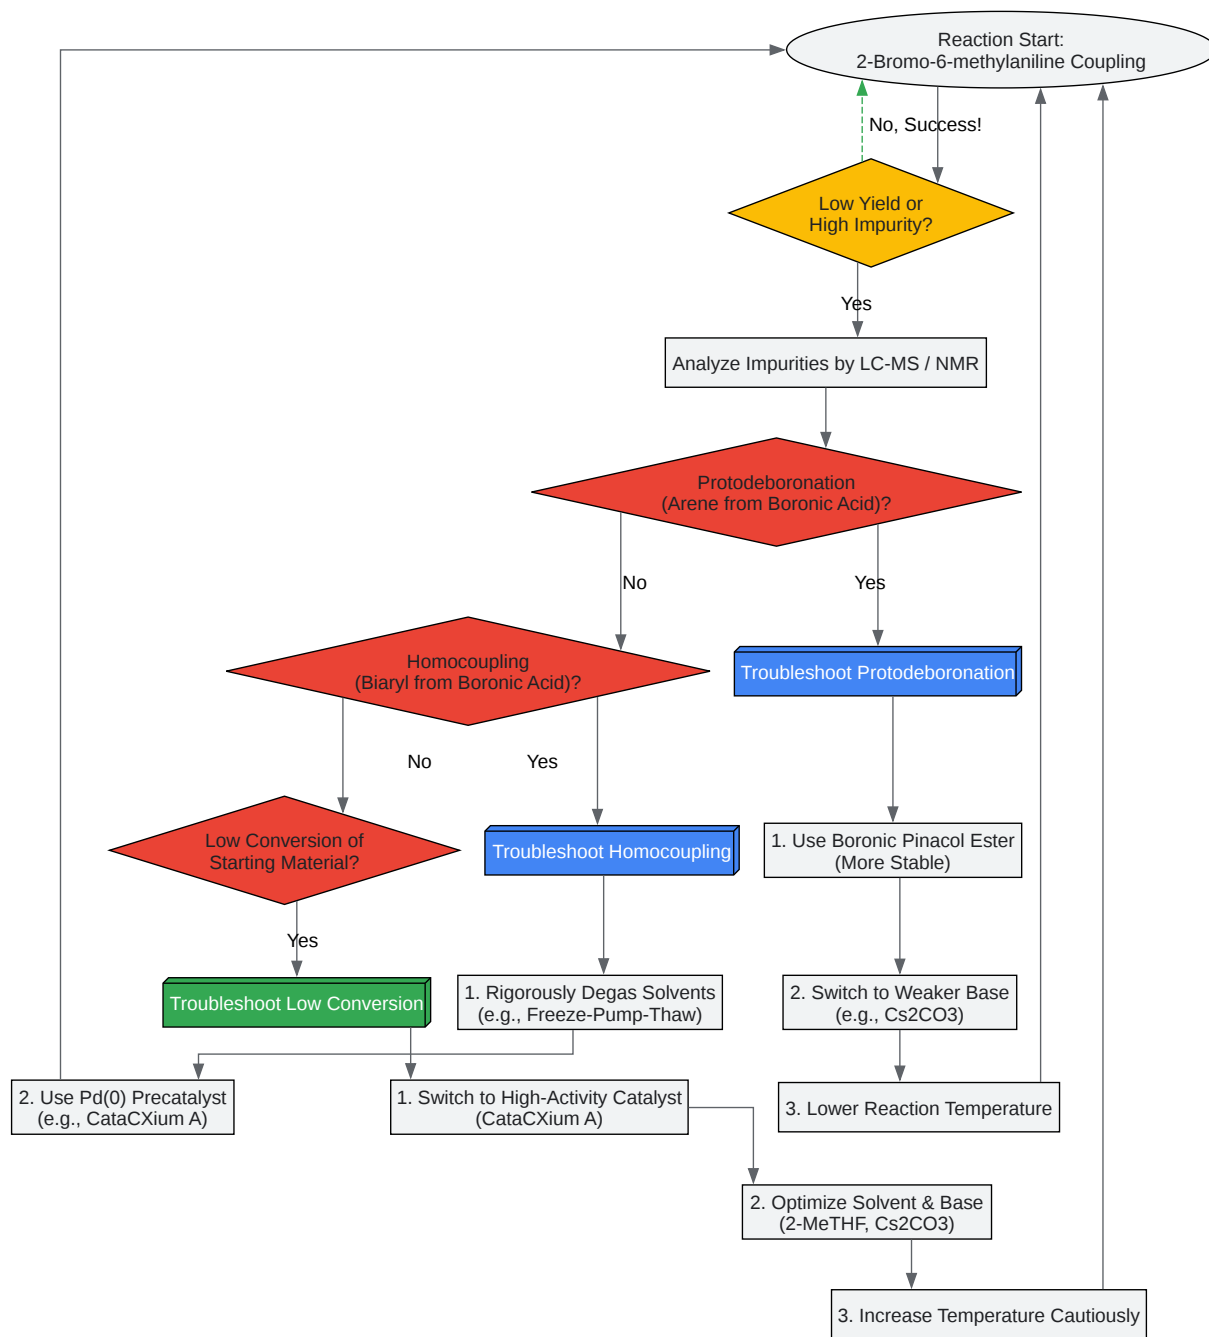 Reaction Start:
2-Bromo-6-methylaniline Coupling
No, Success!
Low Yield or
High Impurity?
Yes
Analyze Impurities by LC-MS / NMR
Protodeboronation
(Arene from Boronic Acid)?
No
Yes
Homocoupling
(Biaryl from Boronic Acid)?
Troubleshoot Protodeboronation
No
Yes
Low Conversion of
Starting Material?
Troubleshoot Homocoupling
1. Use Boronic Pinacol Ester
(More Stable)
Yes
Troubleshoot Low Conversion
1. Rigorously Degas Solvents
(e.g., Freeze-Pump-Thaw)
2. Switch to Weaker Base
(e.g., Cs2CO3)
2. Use Pd(0) Precatalyst
(e.g., CataCXium A)
1. Switch to High-Activity Catalyst
(CataCXium A)
3. Lower Reaction Temperature
2. Optimize Solvent & Base
(2-MeTHF, Cs2CO3)
3. Increase Temperature Cautiously